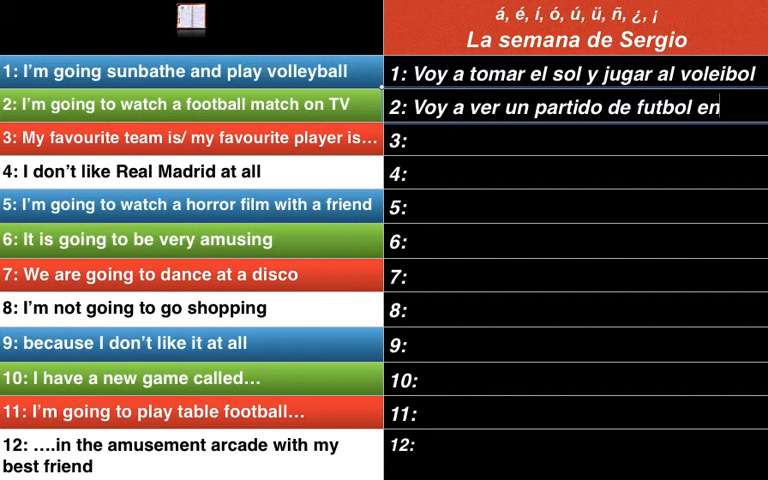 á, é, í, ó, ú, ü, ñ, ¿, ¡
La semana de Sergio
1: I'm going sunbathe and play volleyball
1: Voy a tomar el sol y jugar al voleibol
2: I'm going to watch a football match on TV
2: Voy a ver un partido de futbol en
3: My favourite team is/ my favourite player is…
3:
4: I don't like Real Madrid at all
4:
5: I'm going to watch a horror film with a friend
5:
6: It is going to be very amusing
6:
7: We are going to dance at a disco
7:
8: I'm not going to go shopping
8:
9: because I don't like it at all
9:
10: I have a new game called…
10:
11: I'm going to play table football…
11:
12: ….in the amusement arcade with my
best friend
12: